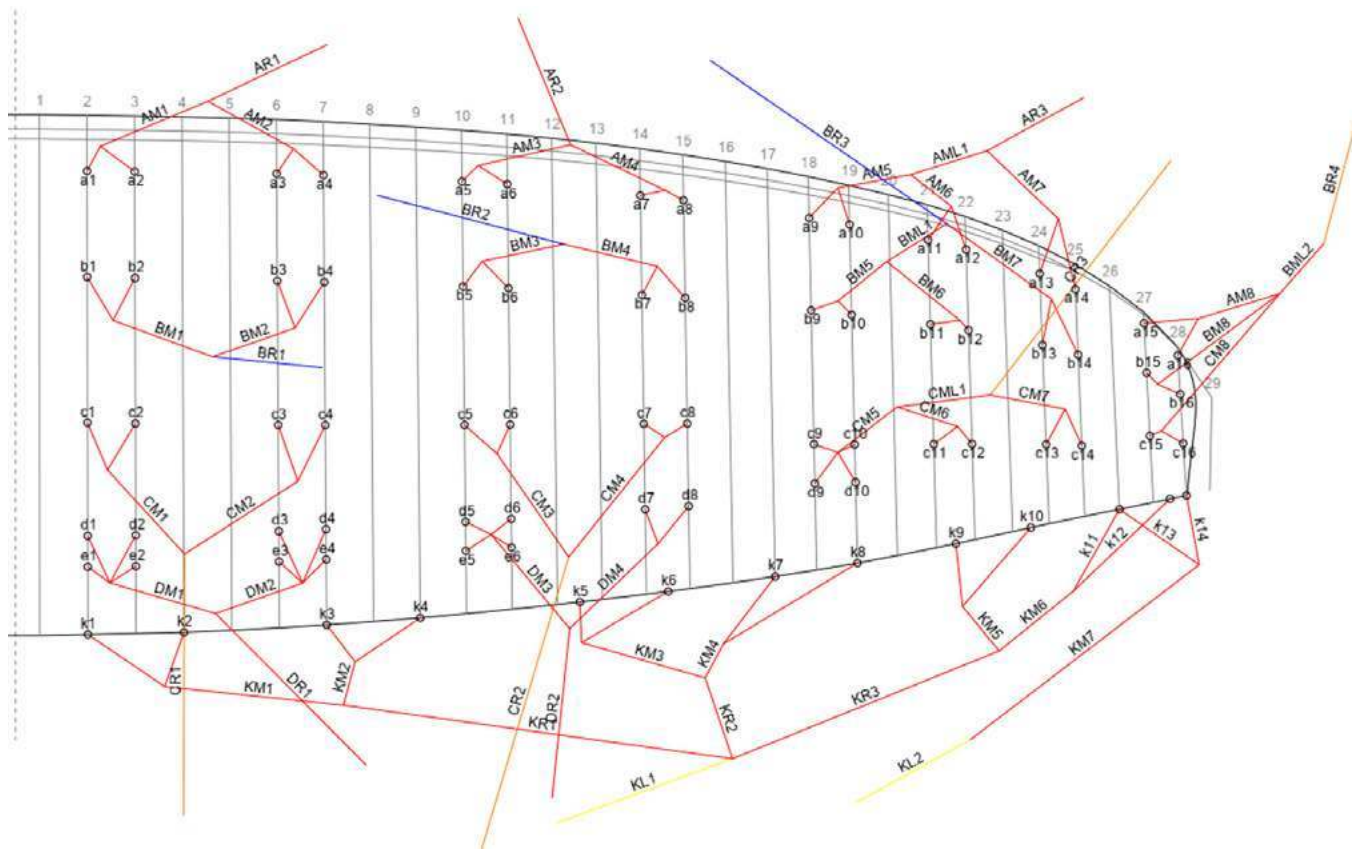 AR1
AR2
BR3
AR3
1 2 3 4 5 6 7 8 9 10 11 12 13 14 15 16 17 18 19 22 23 24 25 26 27 28 29
AM1 AM2 AM3 AM4 AM5 AML1 AM6 AM7
a1 a2 a3 a4 a5 a6 a7 a8 a9 a10 a11 a12 a13 a14 a15
BR2 BR4
BM3 BM4 BML1 BM7 CR3 BML2
b1 b2 b3 b4 b5 b6 b7 b8 b9 b10 b11 b12 b13 b14 b15 b16
BM1 BM2 BR1 BM5 BM6 AM8 BM8 CM8
c1 c2 c3 c4 c5 c6 c7 c8 c9 c10 c11 c12 c13 c14 c15 c16
CM1 CM2 CM3 CM4 CM5 CML1 CM6 CM7
d1 d2 d3 d4 d5 d6 d7 d8 d9 d10
e1 e2 e3 e4 e5 e6
DM1 DM2 DM3 DM4
k1 k2 k3 k4 k5 k6 k7 k8 k9 k10 k11 k12 k13 k14
CR1 KM1 KM2 DR1 KM3 KM4 KM5 KM6 KM7
CR2 DR2 KR1 KR2 KR3
KL1 KL2